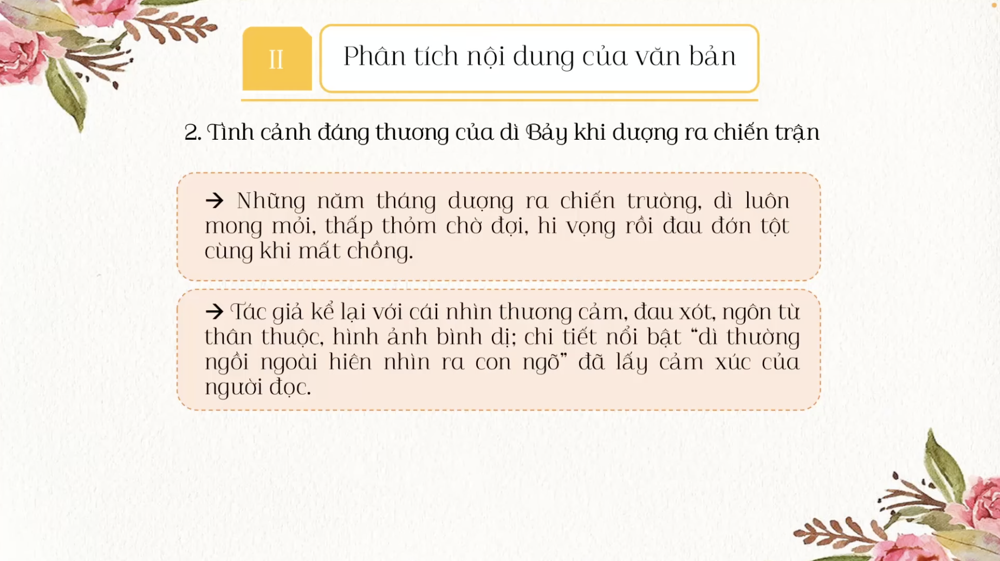 II
Phân tích nội dung của văn bản
2. Tình cảnh đáng thương của dì Bảy khi dượng ra chiến trận
→ Những năm tháng dượng ra chiến trường, dì luôn
mong mỏi, thấp thỏm chờ đợi, hi vọng rồi đau đớn tột
cùng khi mất chồng.
→ Tác giả kể lại với cái nhìn thương cảm, đau xót, ngôn từ
thân thuộc, hình ảnh bình dị; chi tiết nổi bật “dì thường
ngồi ngoài hiên nhìn ra con ngõ” đã lấy cảm xúc của
người đọc.